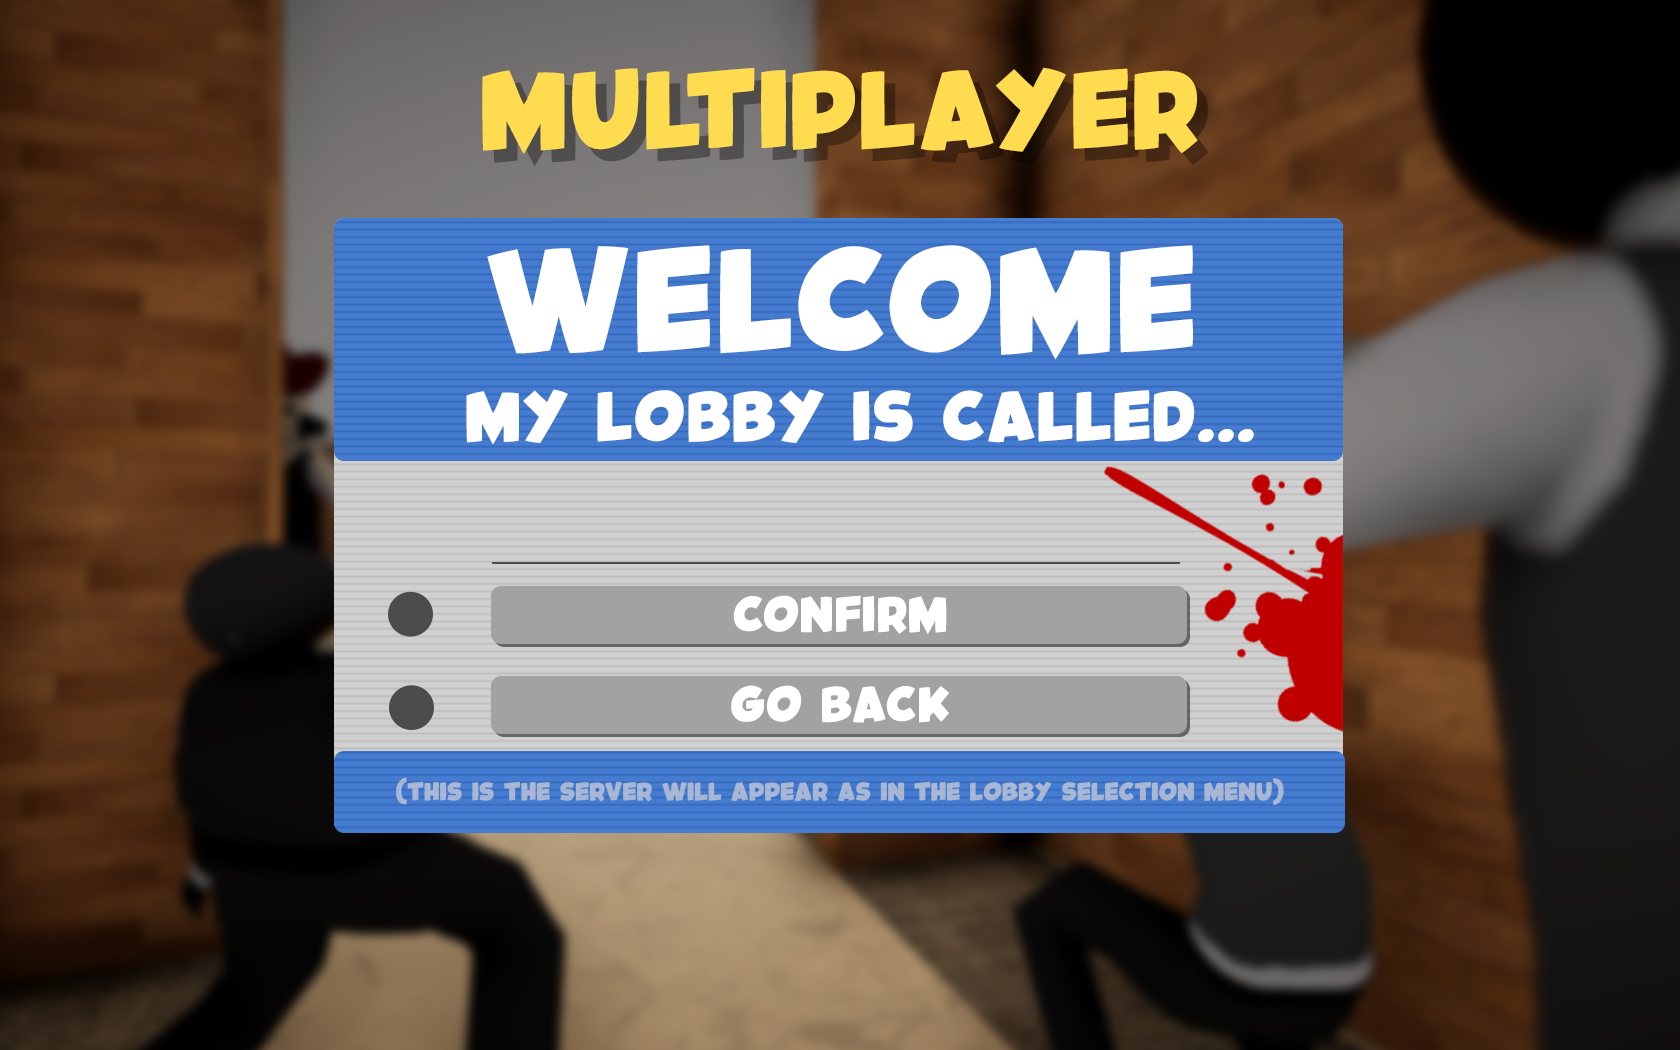 MULTIPLAYER
WELCOME
MY LOBBY IS CALLED...
CONFIRM
GO BACK
(THIS IS THE SERVER WILL APPEAR AS IN THE LOBBY SELECTION MENU)